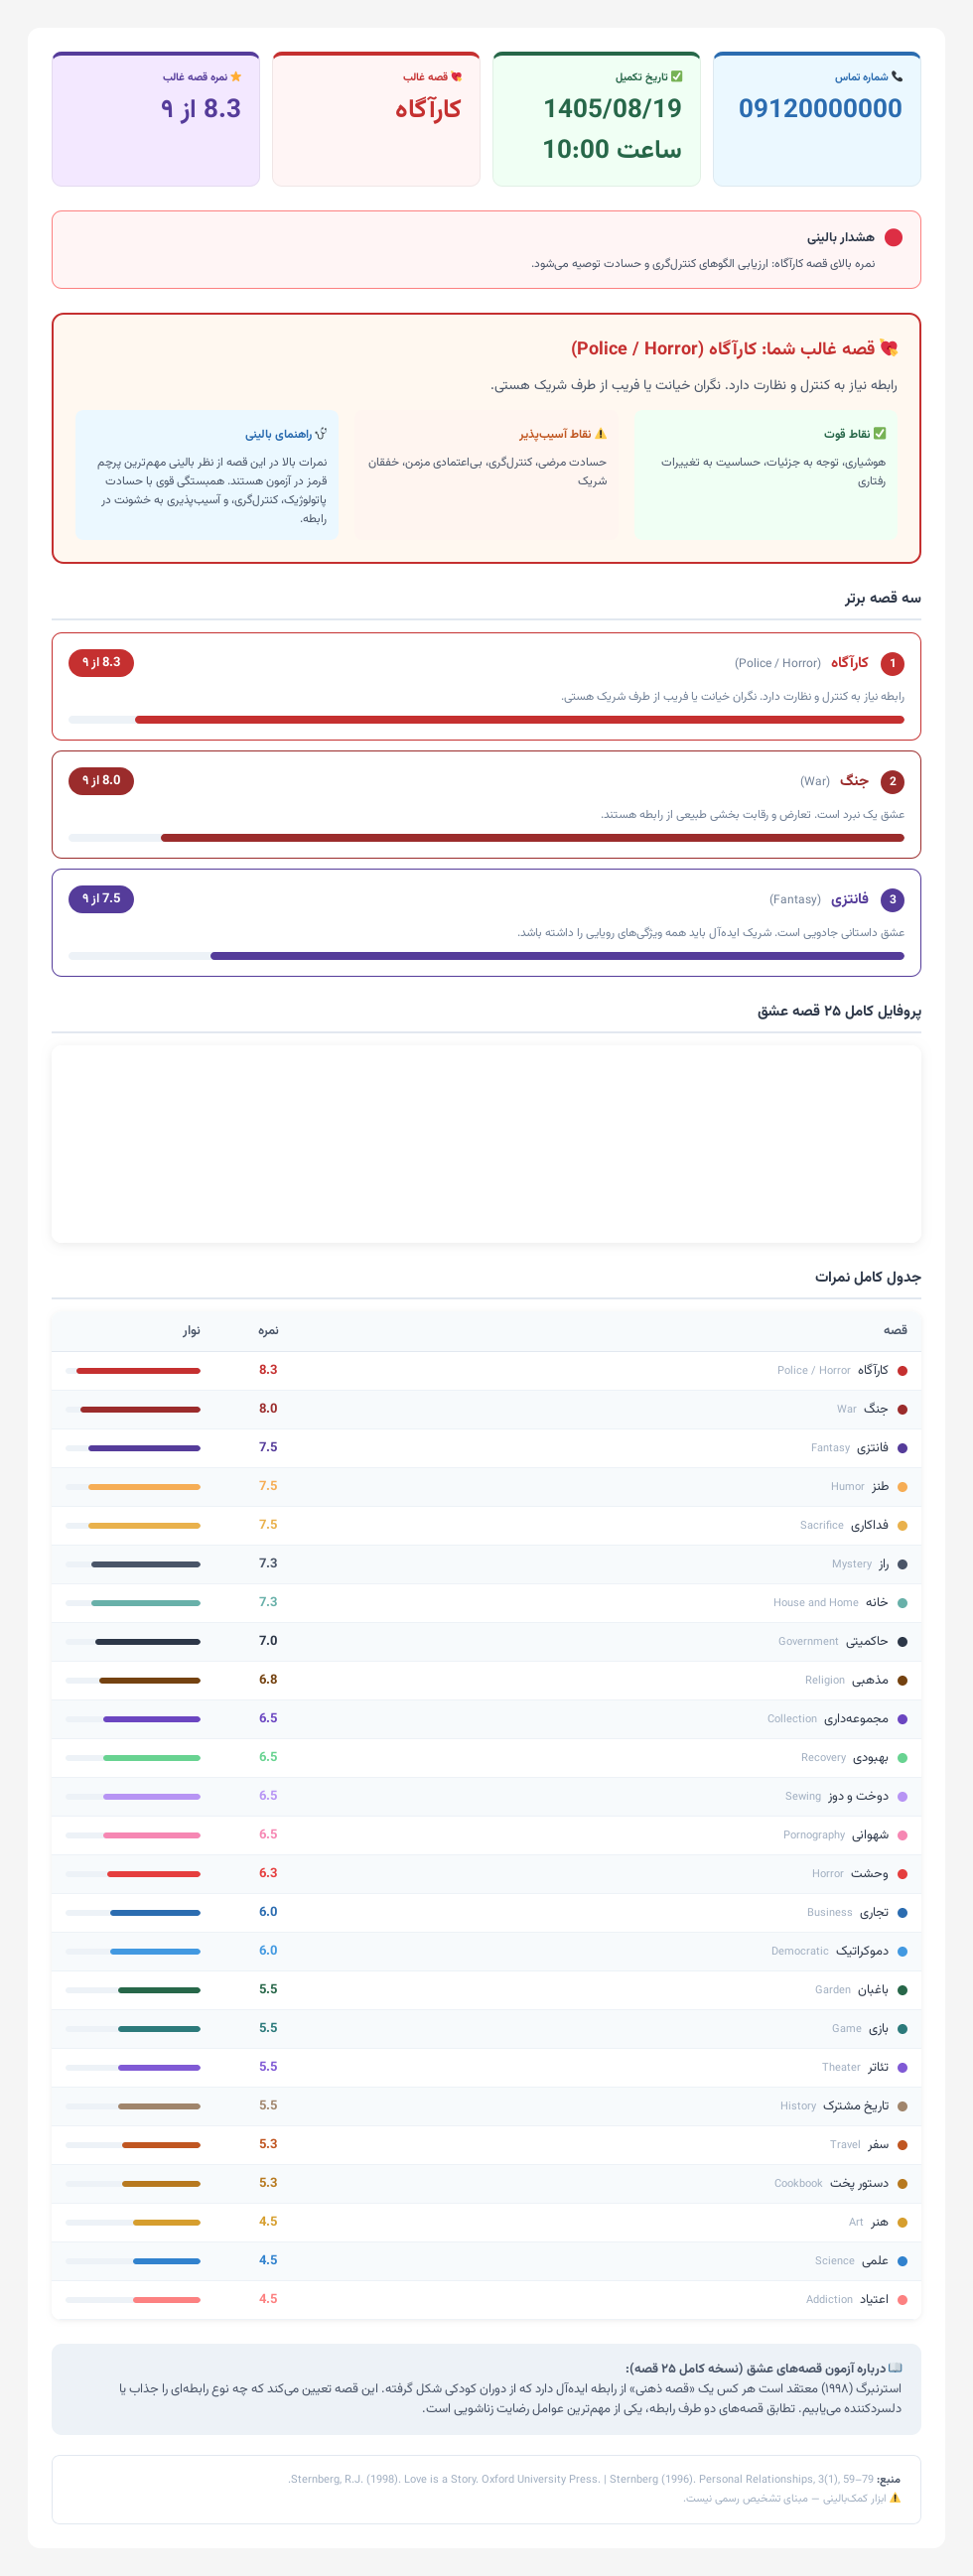 📞 شماره تماس
09120000000
✅ تاریخ تکمیل
1405/08/19
ساعت 10:00
💘 قصه غالب
کارآگاه
⭐ نمره قصه غالب
8.3 از ۹
هشدار بالینی
نمره بالای قصه کارآگاه: ارزیابی الگوهای کنترل‌گری و حسادت توصیه می‌شود.
💘 قصه غالب شما: کارآگاه (Police / Horror)
رابطه نیاز به کنترل و نظارت دارد. نگران خیانت یا فریب از طرف شریک هستی.
✅ نقاط قوت
هوشیاری، توجه به جزئیات، حساسیت به تغییرات
رفتاری
⚠️ نقاط آسیب‌پذیر
حسادت مرضی، کنترل‌گری، بی‌اعتمادی مزمن، خفقان
شریک
🩺 راهنمای بالینی
نمرات بالا در این قصه از نظر بالینی مهم‌ترین پرچم
قرمز در آزمون هستند. همبستگی قوی با حسادت
پاتولوژیک، کنترل‌گری، و آسیب‌پذیری به خشونت در
رابطه.
سه قصه برتر
1 کارآگاه (Police / Horror) 8.3 از ۹
رابطه نیاز به کنترل و نظارت دارد. نگران خیانت یا فریب از طرف شریک هستی.
2 جنگ (War) 8.0 از ۹
عشق یک نبرد است. تعارض و رقابت بخشی طبیعی از رابطه هستند.
3 فانتزی (Fantasy) 7.5 از ۹
عشق داستانی جادویی است. شریک ایده‌آل باید همه ویژگی‌های رویایی را داشته باشد.
پروفایل کامل ۲۵ قصه عشق
جدول کامل نمرات
قصه نمره نوار
کارآگاه Police / Horror 8.3
جنگ War 8.0
فانتزی Fantasy 7.5
طنز Humor 7.5
فداکاری Sacrifice 7.5
راز Mystery 7.3
خانه House and Home 7.3
حاکمیتی Government 7.0
مذهبی Religion 6.8
مجموعه‌داری Collection 6.5
بهبودی Recovery 6.5
دوخت و دوز Sewing 6.5
شهوانی Pornography 6.5
وحشت Horror 6.3
تجاری Business 6.0
دموکراتیک Democratic 6.0
باغبان Garden 5.5
بازی Game 5.5
تئاتر Theater 5.5
تاریخ مشترک History 5.5
سفر Travel 5.3
دستور پخت Cookbook 5.3
هنر Art 4.5
علمی Science 4.5
اعتیاد Addiction 4.5
📖 درباره آزمون قصه‌های عشق (نسخه کامل ۲۵ قصه):
استرنبرگ (۱۹۹۸) معتقد است هر کس یک «قصه ذهنی» از رابطه ایده‌آل دارد که از دوران کودکی شکل گرفته. این قصه تعیین می‌کند که چه نوع رابطه‌ای را جذاب یا
دلسردکننده می‌یابیم. تطابق قصه‌های دو طرف رابطه، یکی از مهم‌ترین عوامل رضایت زناشویی است.
منبع: Sternberg, R.J. (1998). Love is a Story. Oxford University Press. | Sternberg (1996). Personal Relationships, 3(1), 59–79.
⚠️ ابزار کمک‌بالینی — مبنای تشخیص رسمی نیست.